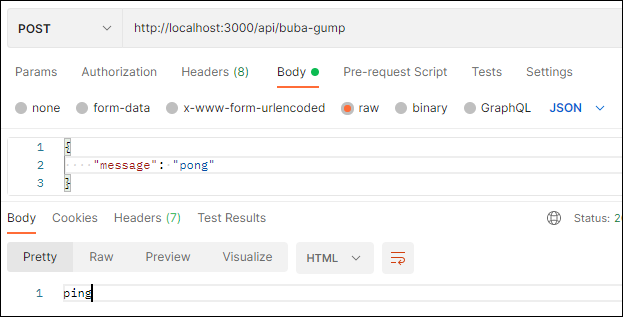 POST http://localhost:3000/api/buba-gump
Params Authorization Headers (8) Body Pre-request Script Tests Settings
none form-data x-www-form-urlencoded raw binary GraphQL JSON
1 {
2 "message": "pong"
3 }
Body Cookies Headers (7) Test Results Status: 2
Pretty Raw Preview Visualize HTML
1 ping